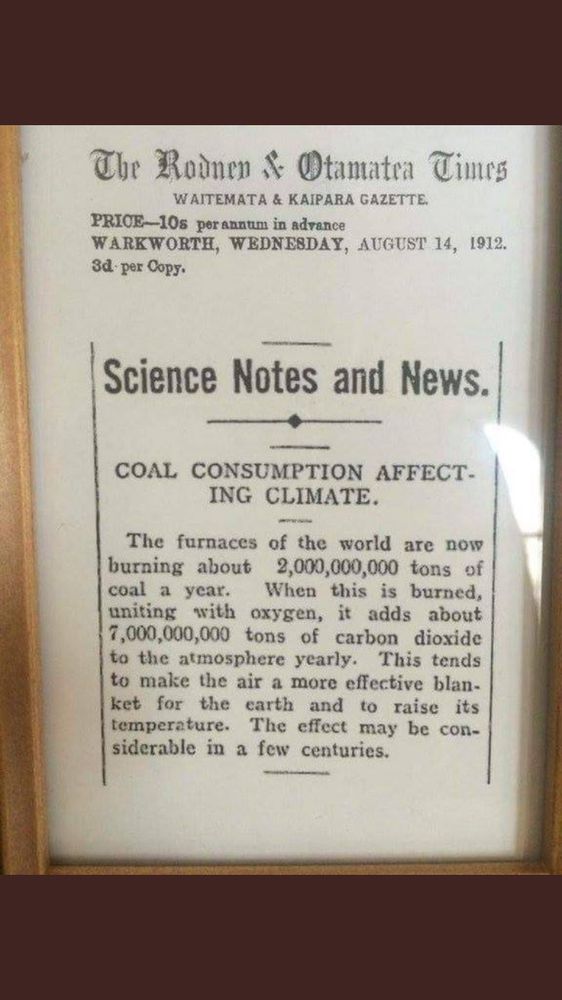 The Rodney & Otamatea Times
WAITEMATA & KAIPARA GAZETTE.
PRICE—10s per annum in advance
WARKWORTH, WEDNESDAY, AUGUST 14, 1912.
3d per Copy.
Science Notes and News.
COAL CONSUMPTION AFFECT-
ING CLIMATE.
The furnaces of the world are now
burning about 2,000,000,000 tons of
coal a year. When this is burned,
uniting with oxygen, it adds about
7,000,000,000 tons of carbon dioxide
to the atmosphere yearly. This tends
to make the air a more effective blan-
ket for the earth and to raise its
temperature. The effect may be con-
siderable in a few centuries.